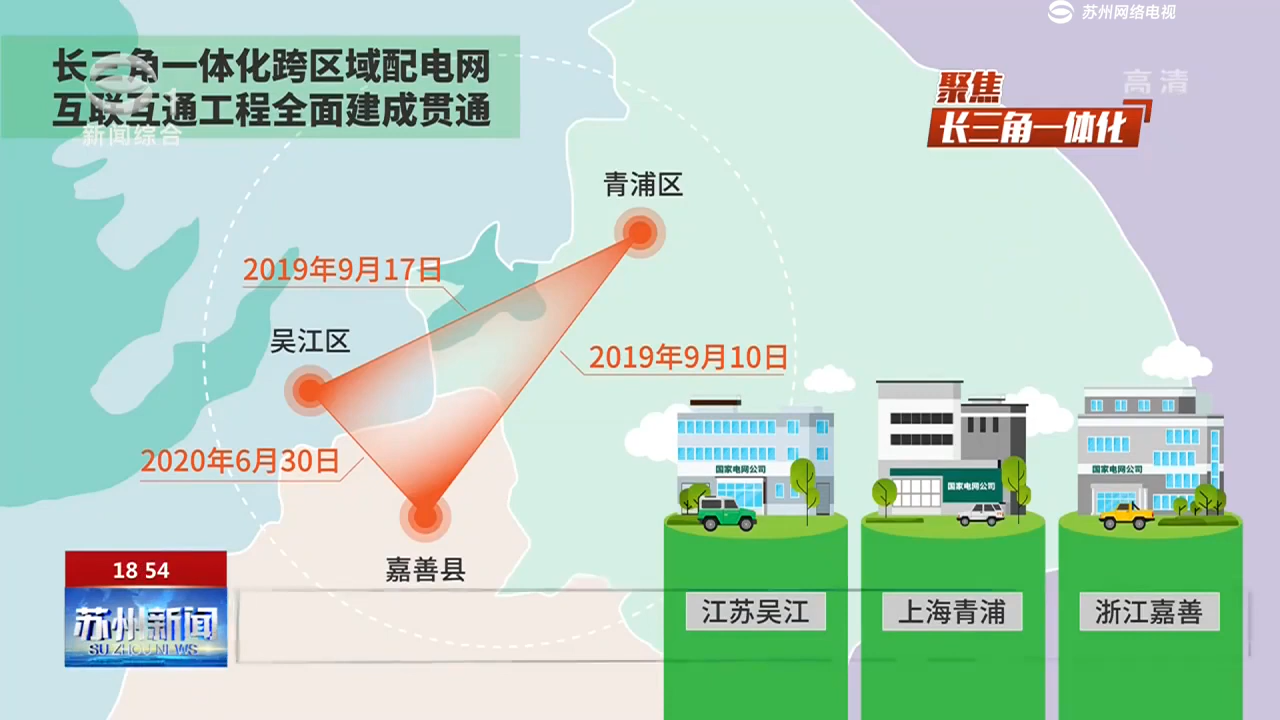 苏州网络电视
长三角一体化跨区域配电网
互联互通工程全面建成贯通
1
新闻综合
高清
聚焦
长三角一体化
青浦区
2019年9月17日
吴江区
2019年9月10日
2020年6月30日
嘉善县
国家电网公司
国家电网公司
国家电网公司
18 54
苏州新闻
SU ZHOU NEWS
江苏吴江
上海青浦
浙江嘉善